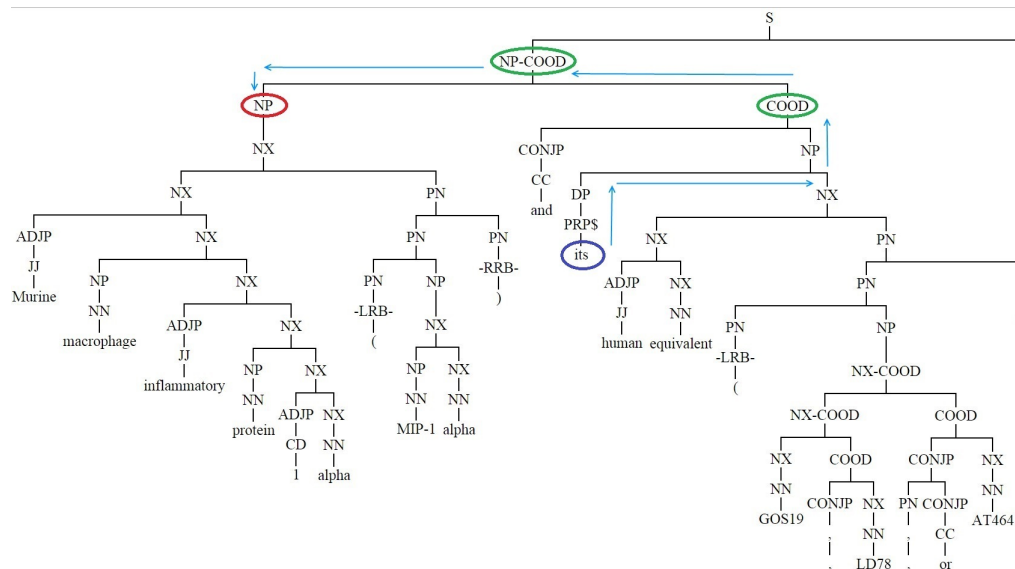 S
NP-COOD
NP COOD
NX CONJP NP
NX PN CC DP NX
and PRP$
ADJP NX PN PN its NX PN
JJ -RRB-
Murine NP NX PN NP ) ADJP NX PN
NN -LRB- JJ NN
macrophage ADJP NX ( NX human equivalent PN NP
JJ -LRB-
inflammatory NP NX NP NX ( NX-COOD
NN NN NN
protein ADJP NX MIP-1 alpha NX-COOD COOD
CD NN
1 alpha NX COOD CONJP NX
NN NN
GOS19 CONJP NX PN CONJP AT464
, NN , CC
, LD78 , or